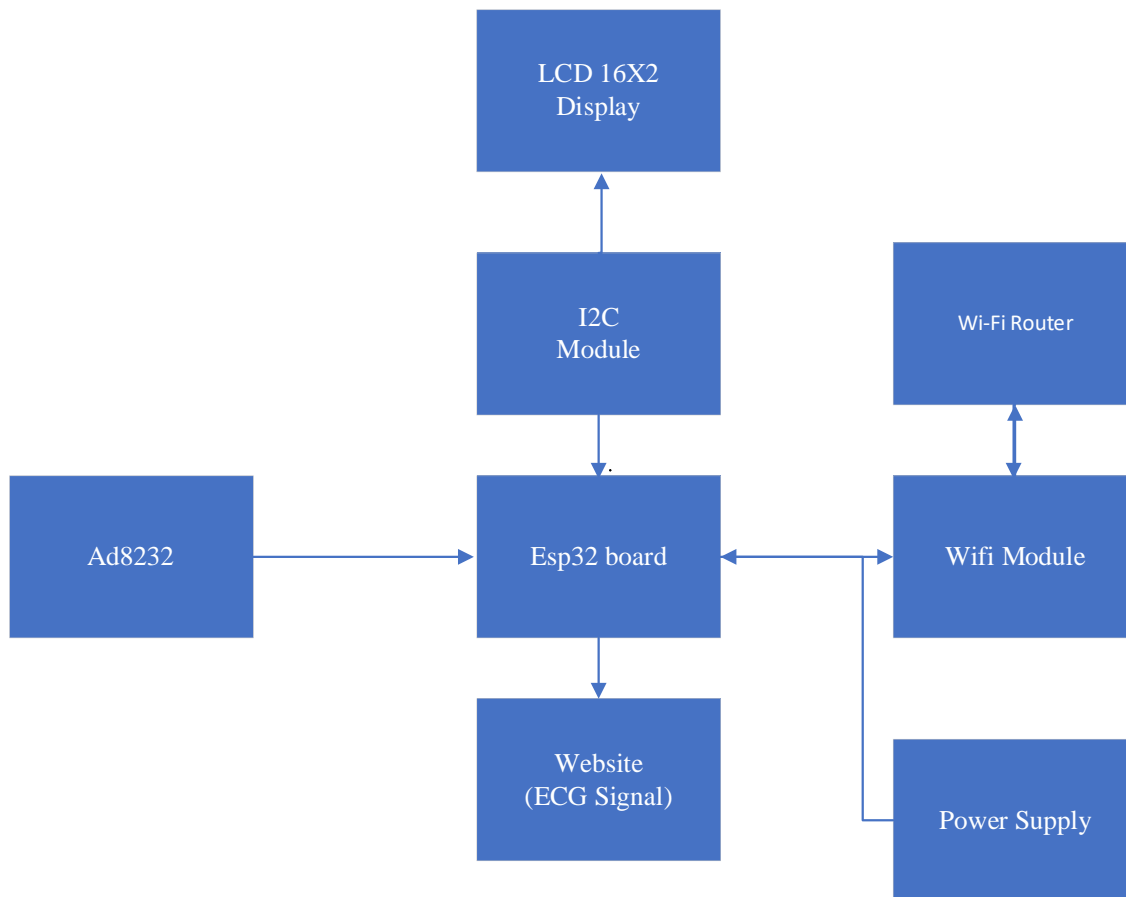 LCD 16X2
Display
I2C
Module
Wi-Fi Router
Ad8232
Esp32 board
Wifi Module
Website
(ECG Signal)
Power Supply